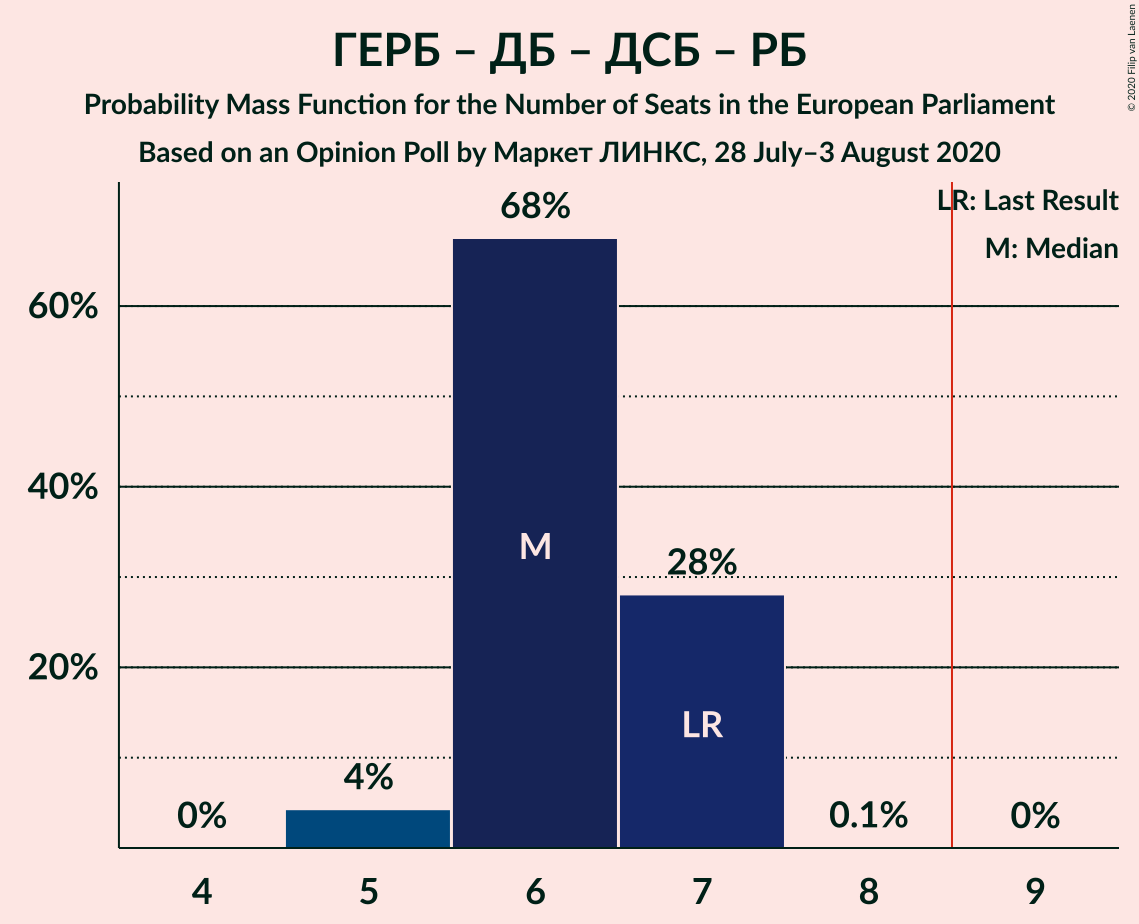 ГЕРБ – ДБ – ДСБ – РБ
Probability Mass Function for the Number of Seats in the European Parliament
Based on an Opinion Poll by Маркет ЛИНКС, 28 July–3 August 2020
© 2020 Filip van Laenen
LR: Last Result
M: Median
60%
40%
20%
0%
4%
68%
M
28%
LR
0.1%
0%
4
5
6
7
8
9